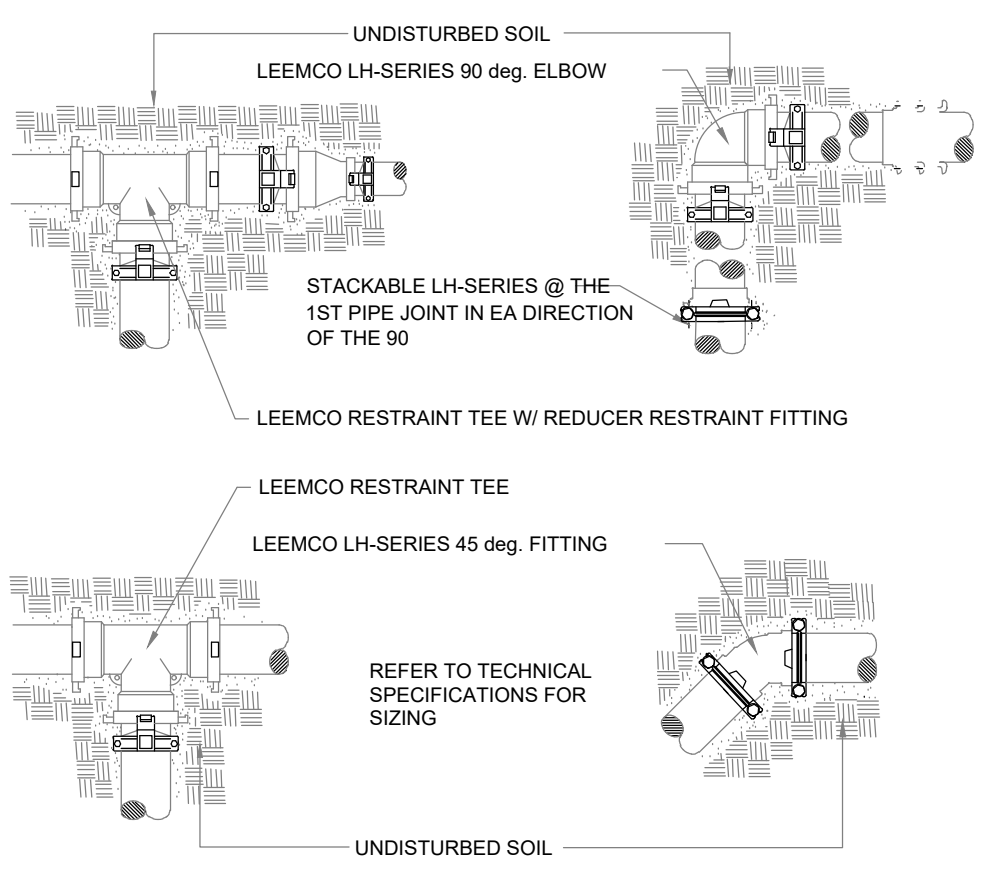 UNDISTURBED SOIL
LEEMCO LH-SERIES 90 deg. ELBOW
STACKABLE LH-SERIES @ THE
1ST PIPE JOINT IN EA DIRECTION
OF THE 90
LEEMCO RESTRAINT TEE W/ REDUCER RESTRAINT FITTING
LEEMCO RESTRAINT TEE
LEEMCO LH-SERIES 45 deg. FITTING
REFER TO TECHNICAL
SPECIFICATIONS FOR
SIZING
UNDISTURBED SOIL